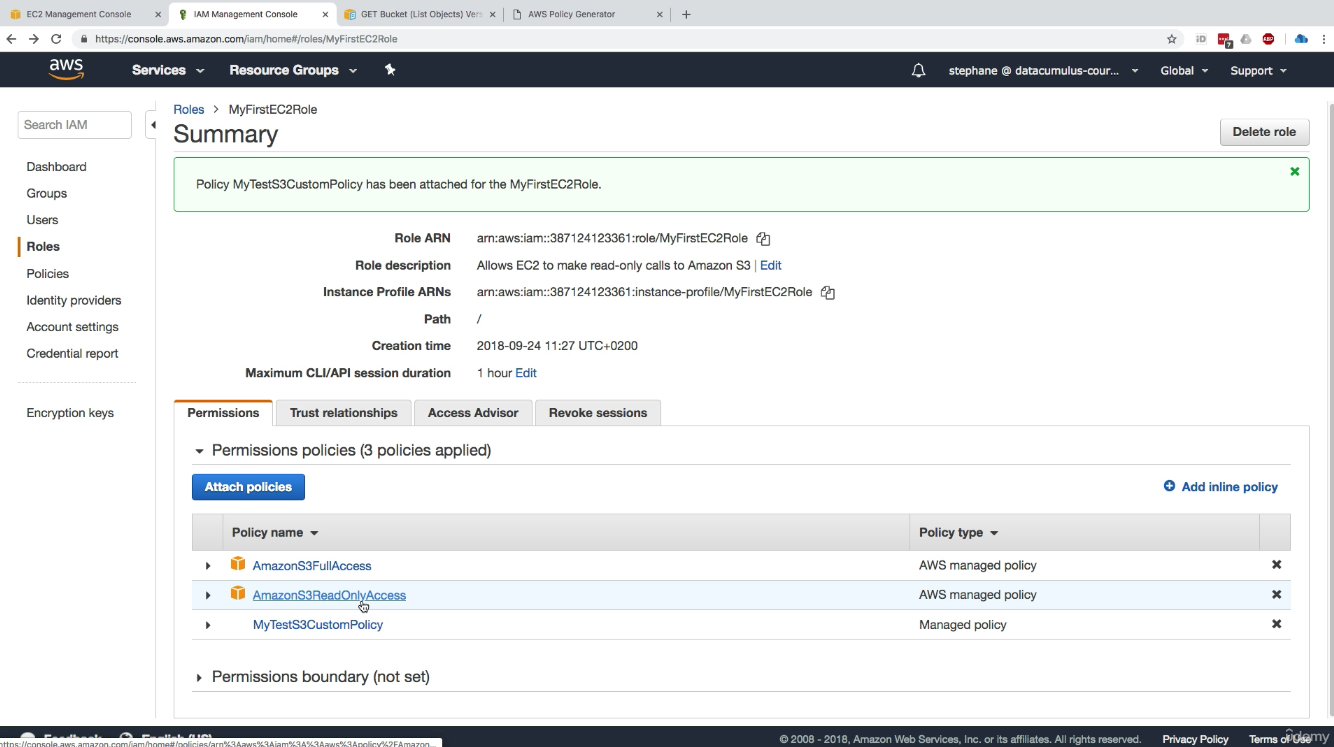 EC2 Management Console
IAM Management Console
GET Bucket (List Objects) Vers
AWS Policy Generator
https://console.aws.amazon.com/iam/home#/roles/MyFirstEC2Role
iD
7
ABP
aws
Services
Resource Groups
stephane @ datacumulus-cour...
Global
Support
Search IAM
Roles > MyFirstEC2Role
Summary
Delete role
Dashboard
Groups
Users
Roles
Policies
Identity providers
Account settings
Credential report
Encryption keys
Policy MyTestS3CustomPolicy has been attached for the MyFirstEC2Role.
Role ARN arn:aws:iam::387124123361:role/MyFirstEC2Role
Role description Allows EC2 to make read-only calls to Amazon S3 | Edit
Instance Profile ARNs arn:aws:iam::387124123361:instance-profile/MyFirstEC2Role
Path /
Creation time 2018-09-24 11:27 UTC+0200
Maximum CLI/API session duration 1 hour Edit
Permissions
Trust relationships
Access Advisor
Revoke sessions
Permissions policies (3 policies applied)
Attach policies
Add inline policy
Policy name
Policy type
AmazonS3FullAccess AWS managed policy
AmazonS3ReadOnlyAccess AWS managed policy
MyTestS3CustomPolicy Managed policy
Permissions boundary (not set)
Feedback English (US)
© 2008 - 2018, Amazon Web Services, Inc. or its affiliates. All rights reserved.
Privacy Policy
Terms of Use
https://console.aws.amazon.com/iam/home#/policies/arn%3Aaws%3Aiam%3A%3Aaws%3Apolicy%2FAmazon...
Udemy